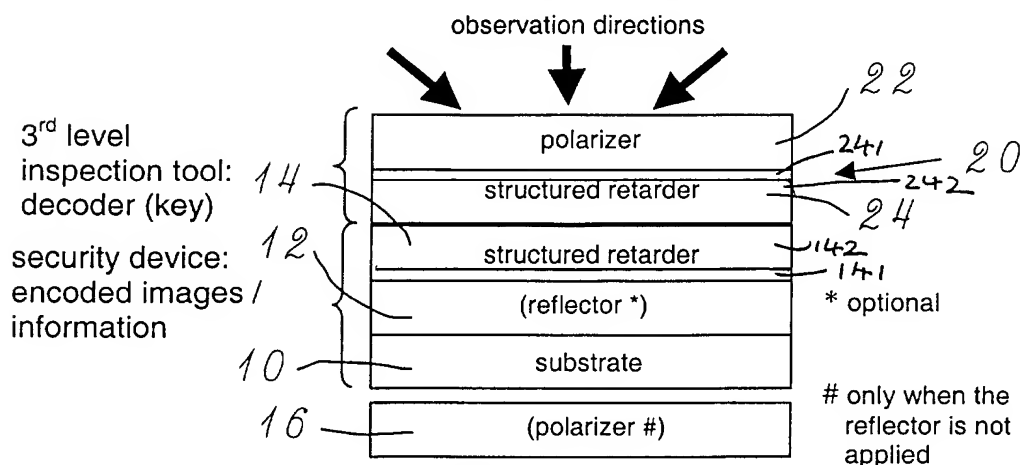 observation directions
22
3rd level
inspection tool:
decoder (key)
polarizer
241
20
14
242
structured retarder
24
12
security device:
encoded images /
information
structured retarder
142
141
(reflector *)
* optional
10
substrate
16
(polarizer #)
# only when the
reflector is not
applied